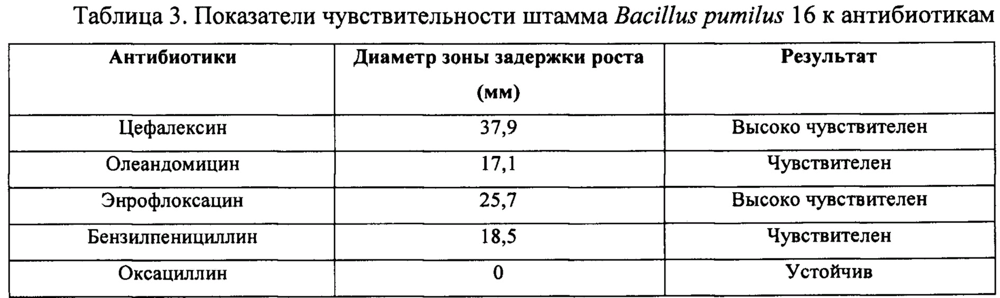 Таблица 3. Показатели чувствительности штамма Bacillus pumilus 16 к антибиотикам
Антибиотики Диаметр зоны задержки роста (мм) Результат
Цефалексин 37,9 Высоко чувствителен
Олеандомицин 17,1 Чувствителен
Энрофлоксацин 25,7 Высоко чувствителен
Бензилпенициллин 18,5 Чувствителен
Оксациллин 0 Устойчив